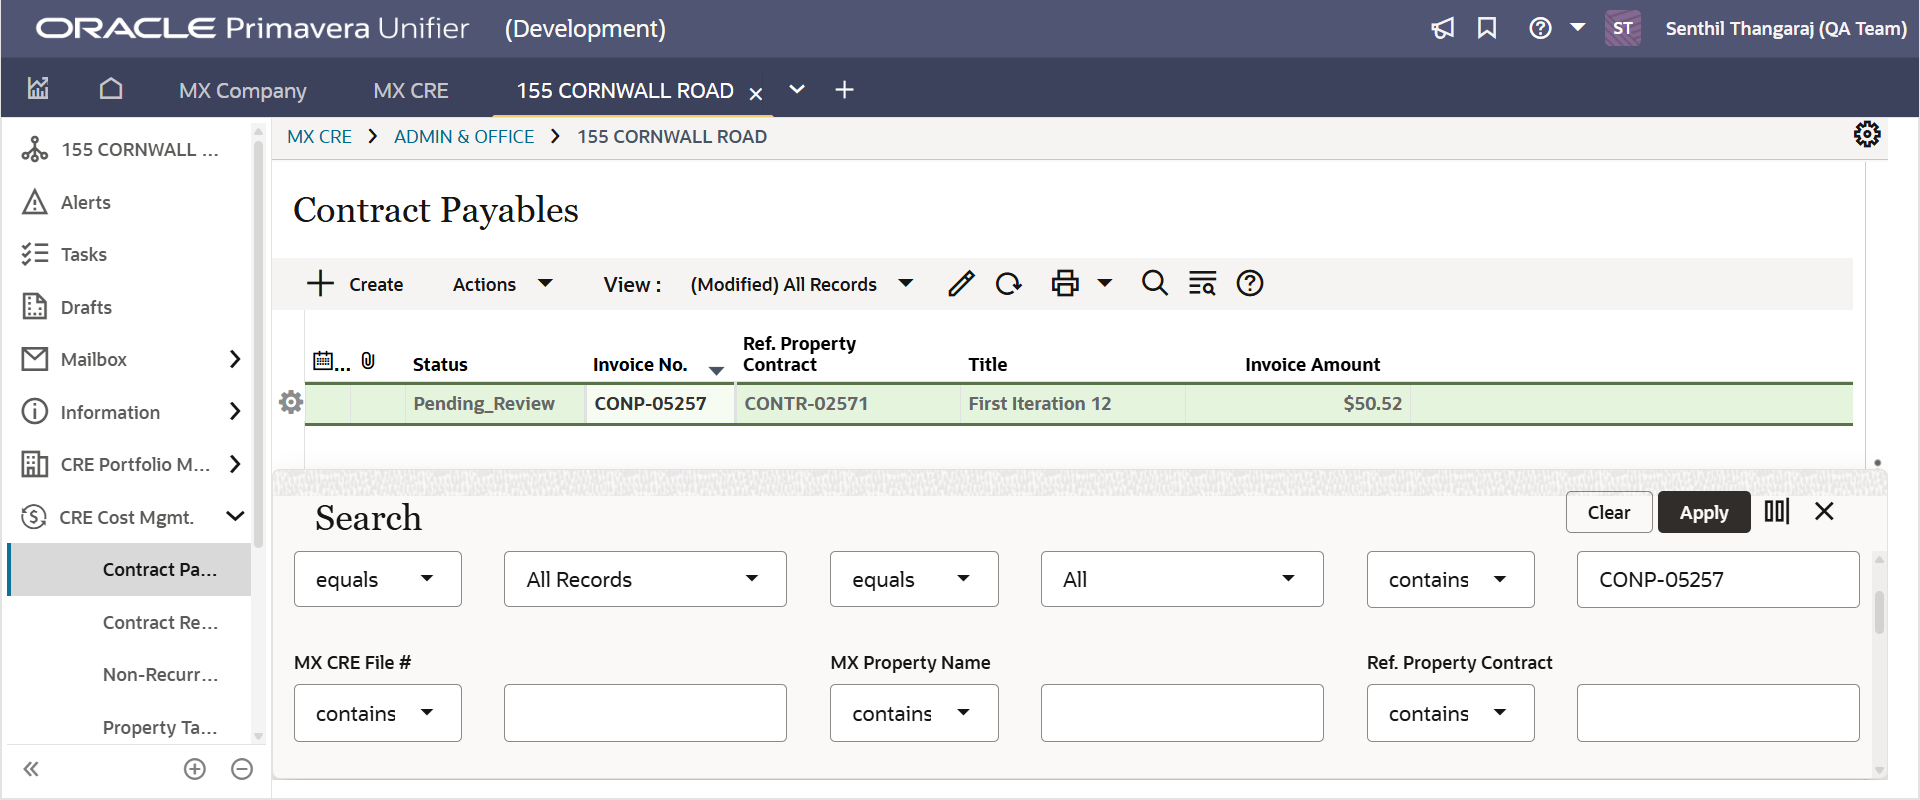 ORACLE Primavera Unifier (Development)
ST Senthil Thangaraj (QA Team)
MX Company MX CRE 155 CORNWALL ROAD
155 CORNWALL ...
Alerts
Tasks
Drafts
Mailbox
Information
CRE Portfolio M...
CRE Cost Mgmt.
Contract Pa...
Contract Re...
Non-Recurr...
Property Ta...
MX CRE ADMIN & OFFICE 155 CORNWALL ROAD
Contract Payables
Create Actions View : (Modified) All Records
... Status Invoice No. Ref. Property Contract Title Invoice Amount
Pending_Review CONP-05257 CONTR-02571 First Iteration 12 $50.52
Search
Clear Apply
equals All Records equals All contains CONP-05257
MX CRE File # MX Property Name Ref. Property Contract
contains contains contains